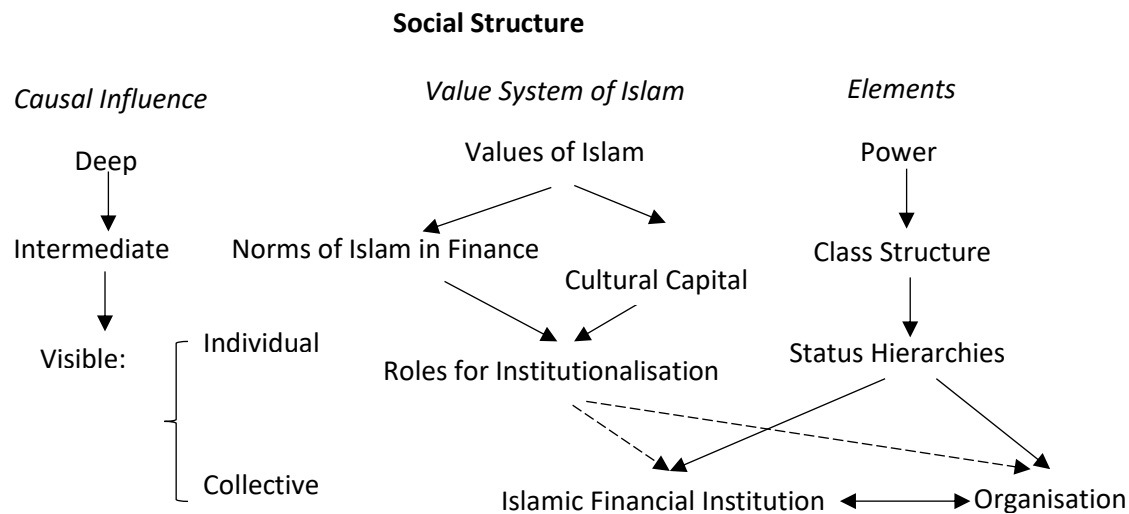 Social Structure
Causal Influence
Value System of Islam
Elements
Deep
Values of Islam
Power
Intermediate
Norms of Islam in Finance
Class Structure
Cultural Capital
Visible:
Individual
Roles for Institutionalisation
Status Hierarchies
Collective
Islamic Financial Institution
Organisation